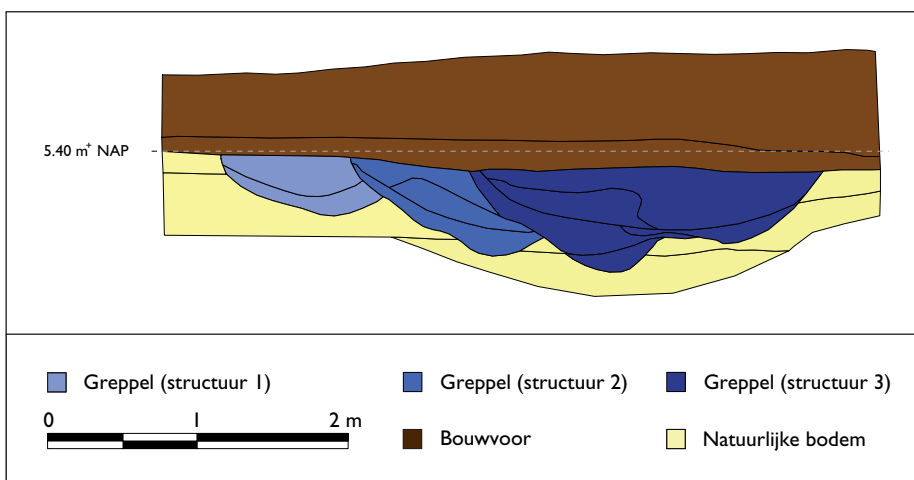 5.40 m+ NAP
Greppel (structuur 1)
Greppel (structuur 2)
Greppel (structuur 3)
0 1 2 m
Bouwvoor
Natuurlijke bodem